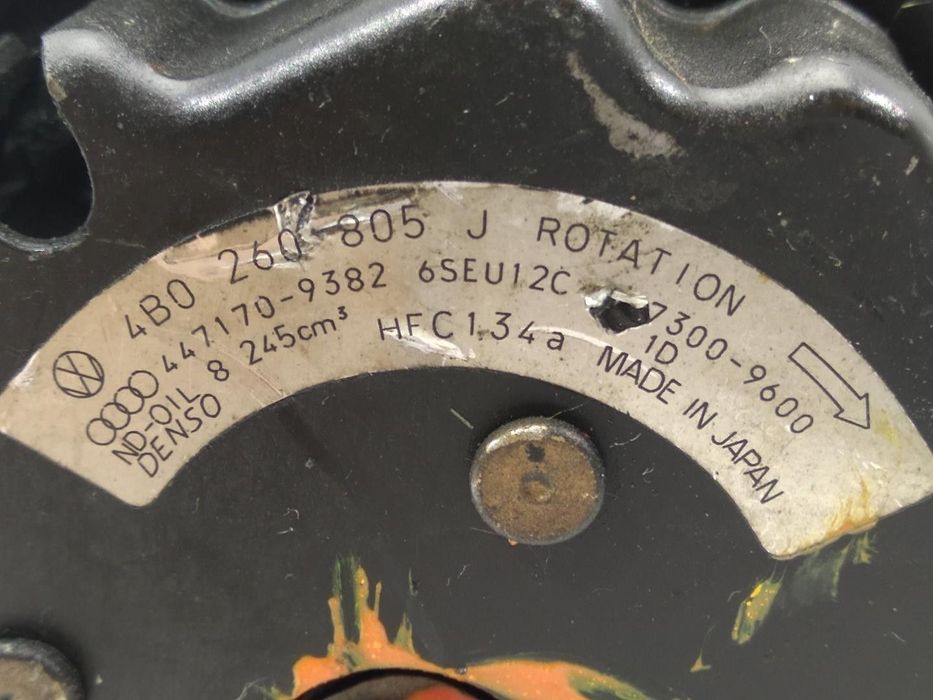 4B0 260 805 J ROTATION
447170-9382 6SEU12C 7300-9600
ND-OIL 8 245cm³ HFC134a 1D
DENSO MADE IN JAPAN